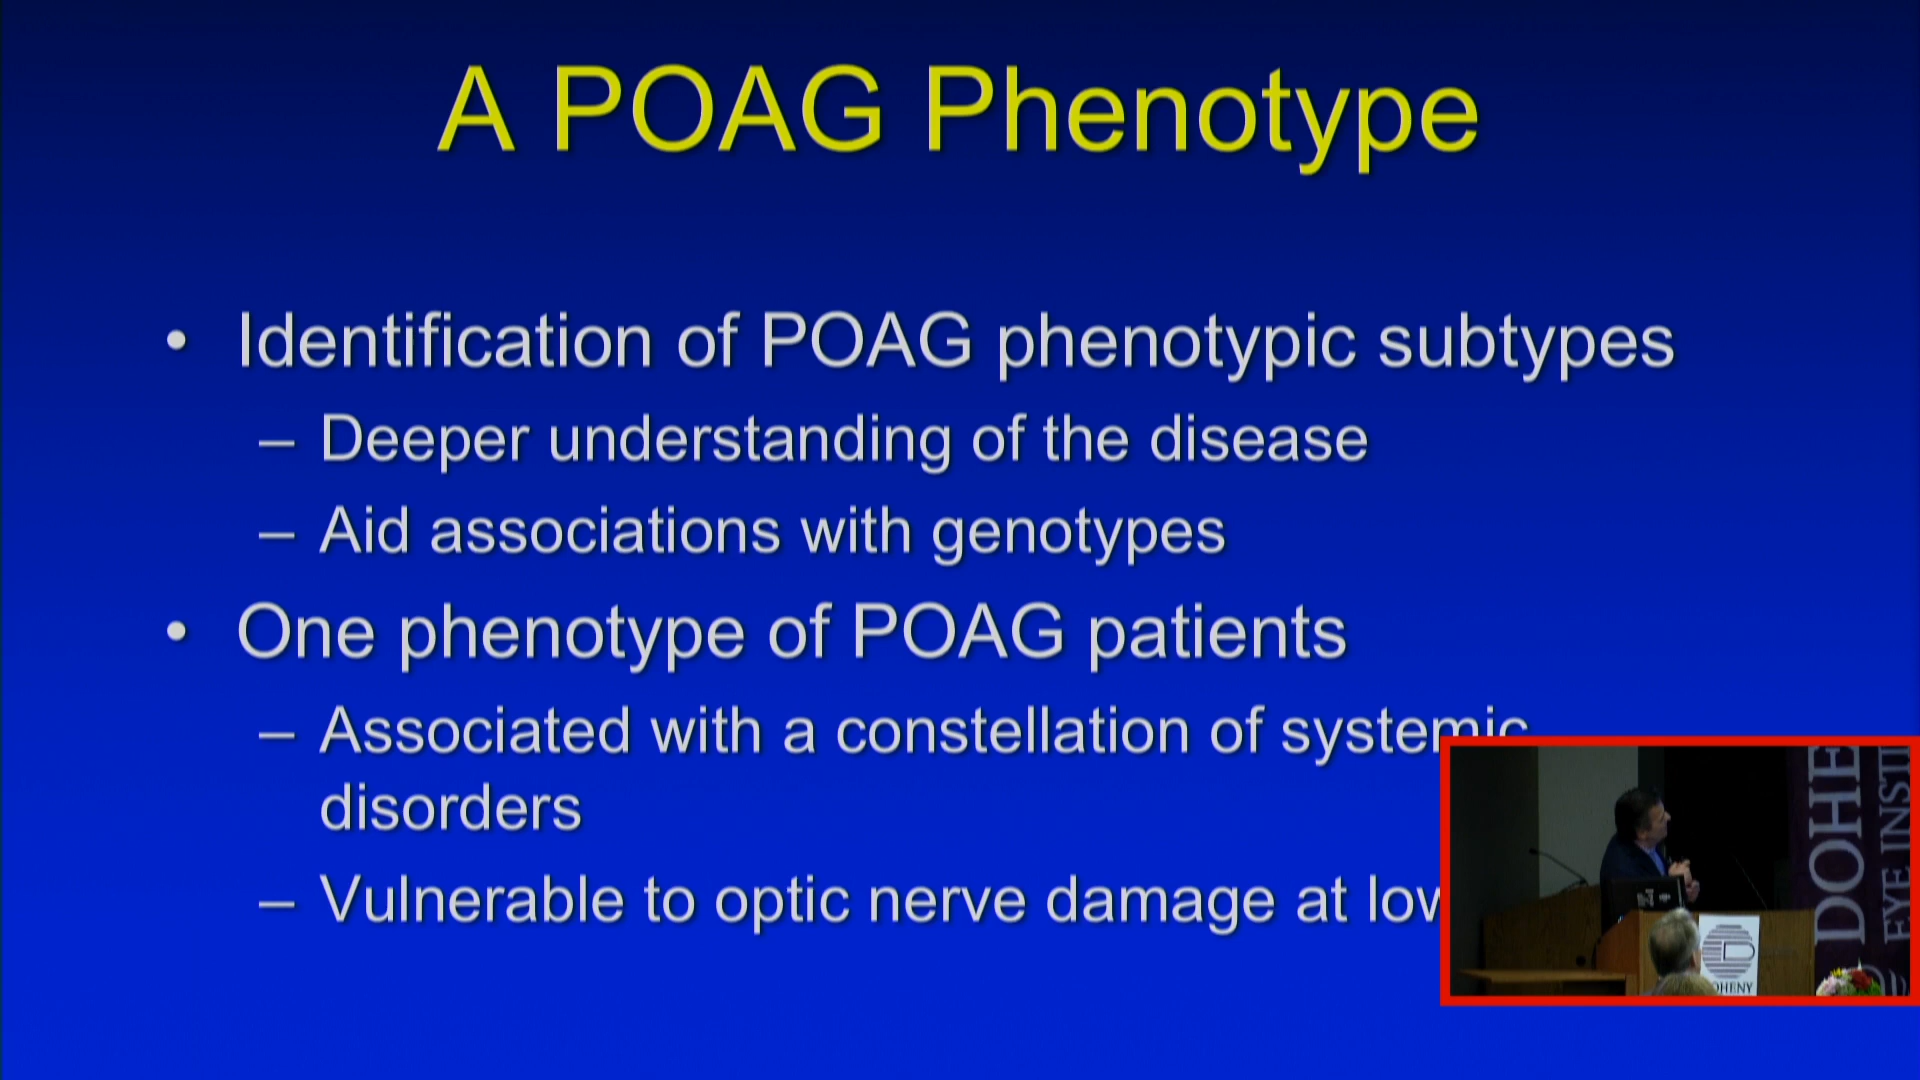 A POAG Phenotype
• Identification of POAG phenotypic subtypes
– Deeper understanding of the disease
– Aid associations with genotypes
• One phenotype of POAG patients
– Associated with a constellation of systemic
disorders
– Vulnerable to optic nerve damage at low
DOHE
EYE INSTI
OHENY